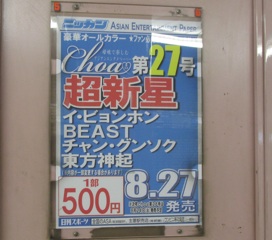 ニッカン ASIAN ENTERTAINMENT PAPER
豪華オールカラー
Choa 第27号
超新星
イ・ビョンホン
BEAST
チャン・グンソク
東方神起
1部
500円
8.27
発売
日刊スポーツ